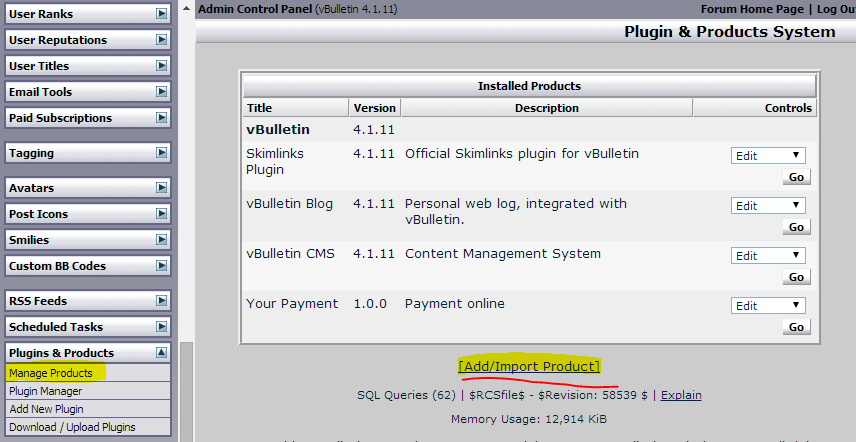 User Ranks
User Reputations
User Titles
Email Tools
Paid Subscriptions
Tagging
Avatars
Post Icons
Smilies
Custom BB Codes
RSS Feeds
Scheduled Tasks
Plugins & Products
Manage Products
Plugin Manager
Add New Plugin
Download / Upload Plugins
Admin Control Panel (vBulletin 4.1.11)
Forum Home Page | Log Ou
Plugin & Products System
Installed Products
Title Version Description Controls
vBulletin 4.1.11
Skimlinks Plugin 4.1.11 Official Skimlinks plugin for vBulletin Edit
Go
vBulletin Blog 4.1.11 Personal web log, integrated with vBulletin. Edit
Go
vBulletin CMS 4.1.11 Content Management System Edit
Go
Your Payment 1.0.0 Payment online Edit
Go
[Add/Import Product]
SQL Queries (62) | $RCSfile$ - $Revision: 58539 $ | Explain
Memory Usage: 12,914 KiB